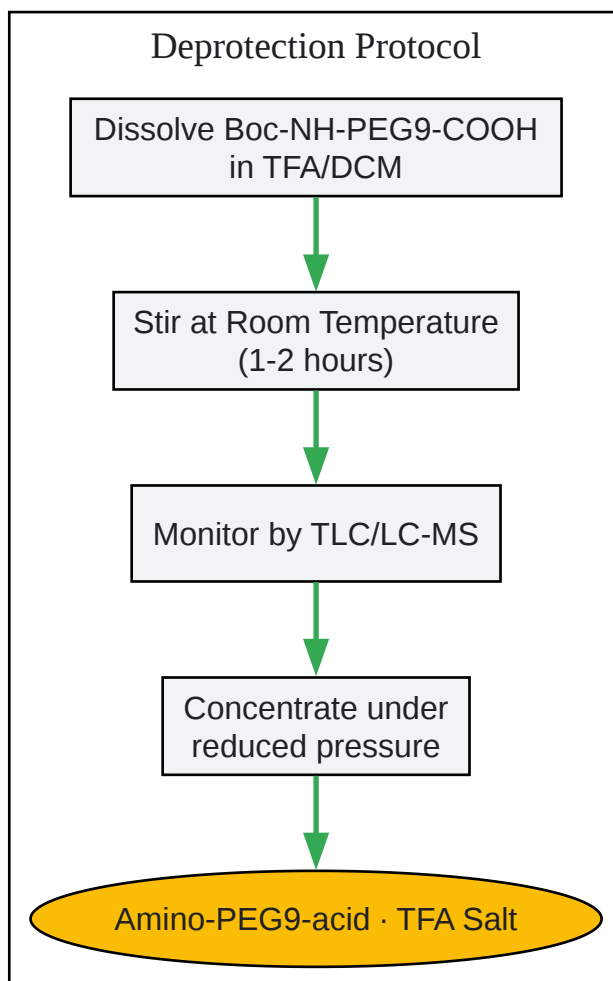 Deprotection Protocol
Dissolve Boc-NH-PEG9-COOH
in TFA/DCM
Stir at Room Temperature
(1-2 hours)
Monitor by TLC/LC-MS
Concentrate under
reduced pressure
Amino-PEG9-acid · TFA Salt